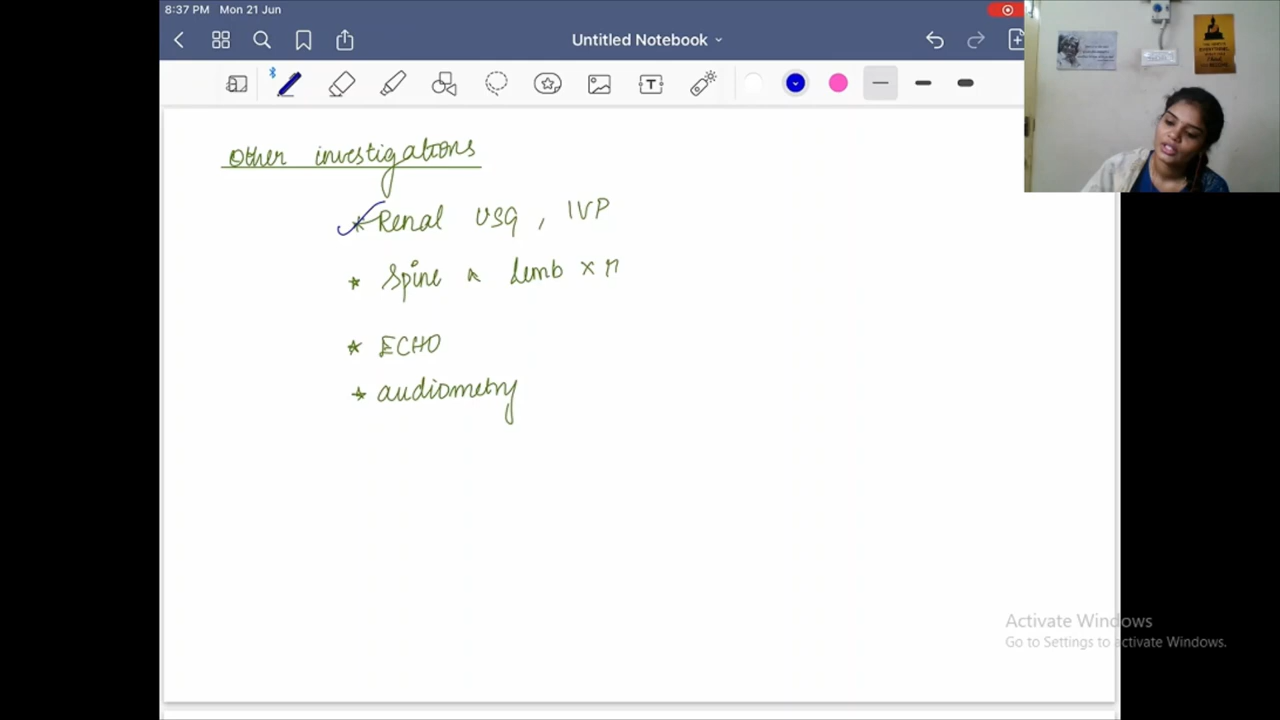 8:37 PM Mon 21 Jun
Untitled Notebook
Other investigations
* Renal USG, IVP
* Spine & Limb X r
* ECHO
* audiometry
Activate Windows
Go to Settings to activate Windows.